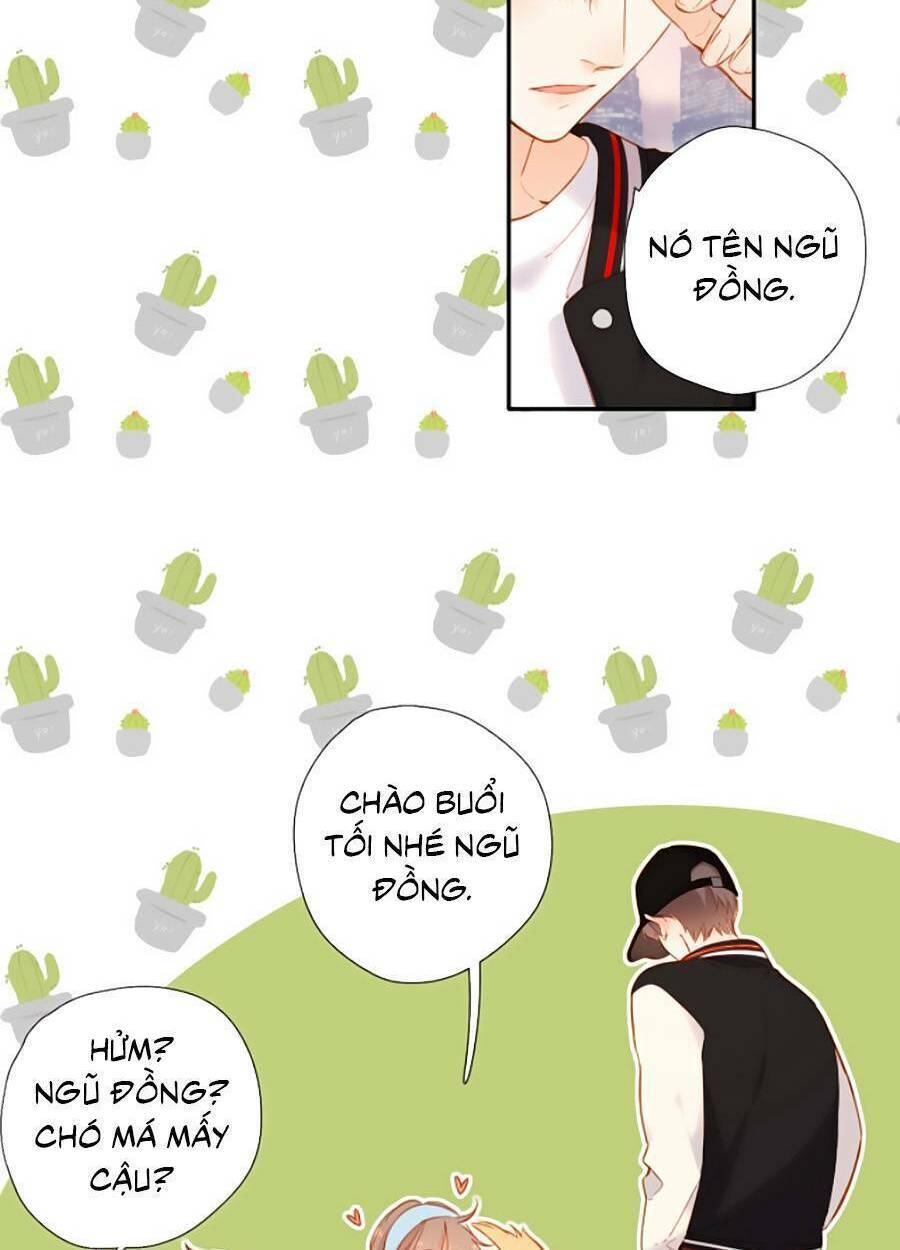 NÓ TÊN NGŨ
ĐỒNG.
CHÀO BUỔI
TỐI NHÉ NGŨ
ĐỒNG.
HỬM?
NGŨ ĐỒNG?
CHÓ MÁ MẤY
CẬU?